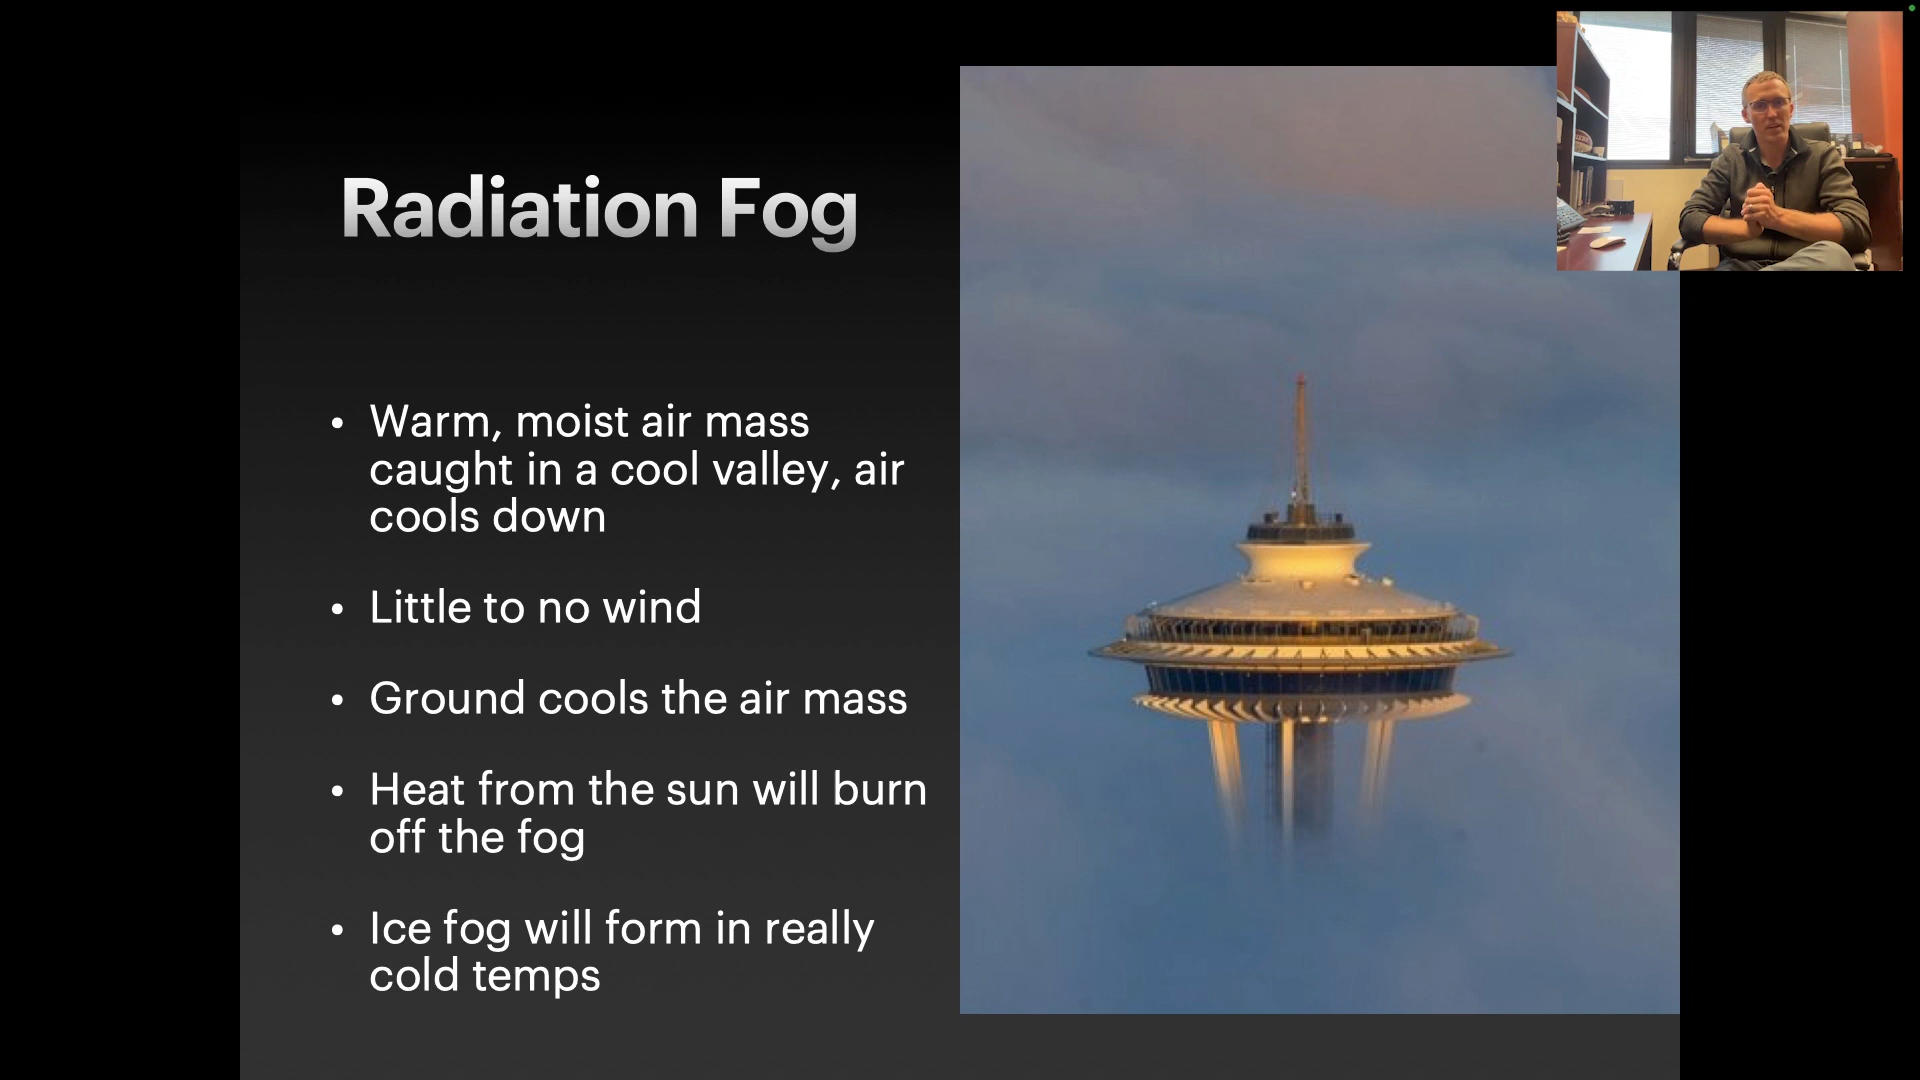 Radiation Fog
• Warm, moist air mass
caught in a cool valley, air
cools down
• Little to no wind
• Ground cools the air mass
• Heat from the sun will burn
off the fog
• Ice fog will form in really
cold temps